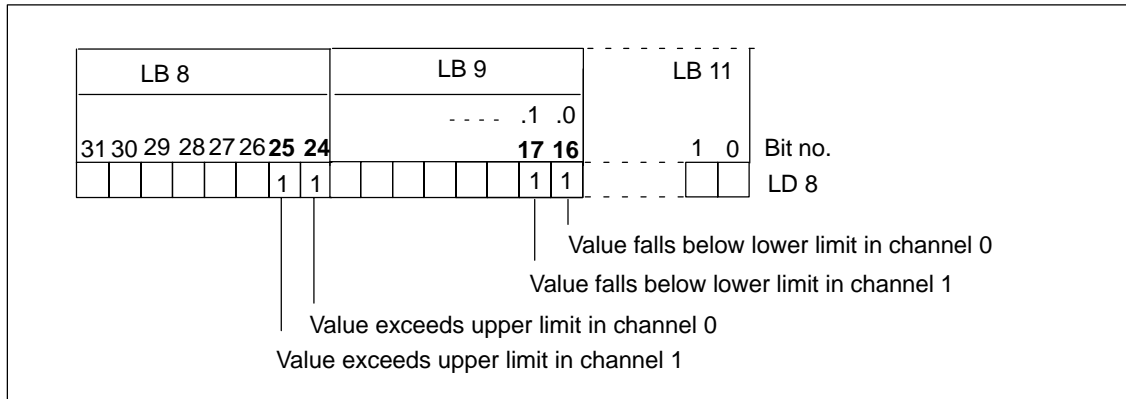 LB 8 LB 9 LB 11
- - - - .1 .0
31 30 29 28 27 26 25 24 17 16 1 0 Bit no.
1 1 1 1 LD 8
Value falls below lower limit in channel 0
Value falls below lower limit in channel 1
Value exceeds upper limit in channel 0
Value exceeds upper limit in channel 1